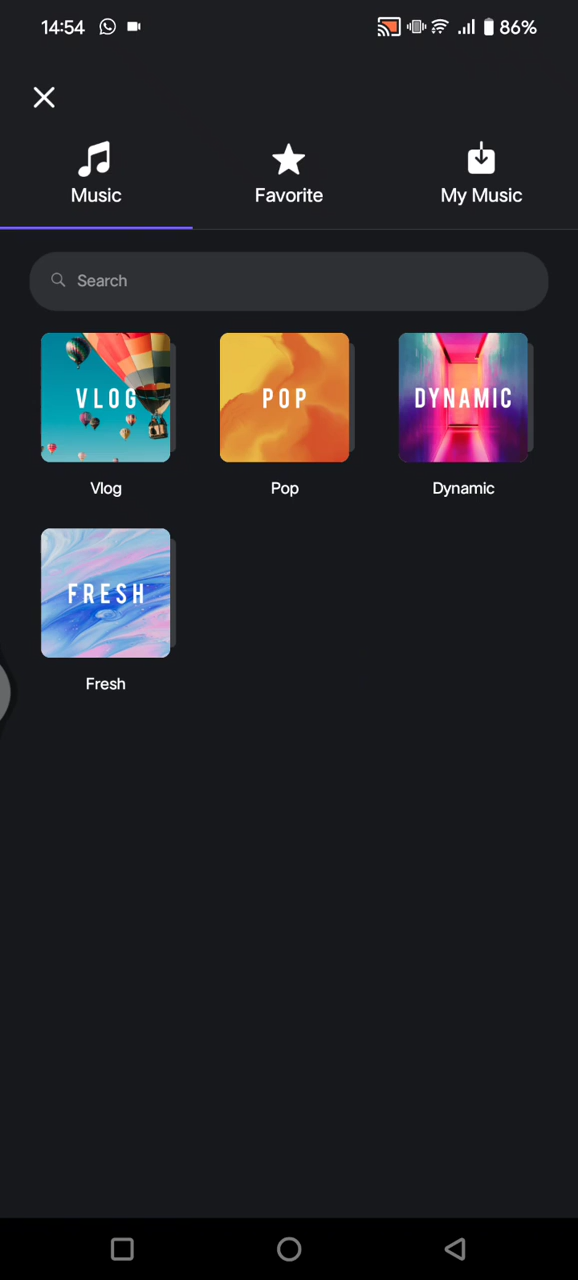 14:54 86%
Music Favorite My Music
Search
VLOG POP DYNAMIC
Vlog Pop Dynamic
FRESH
Fresh